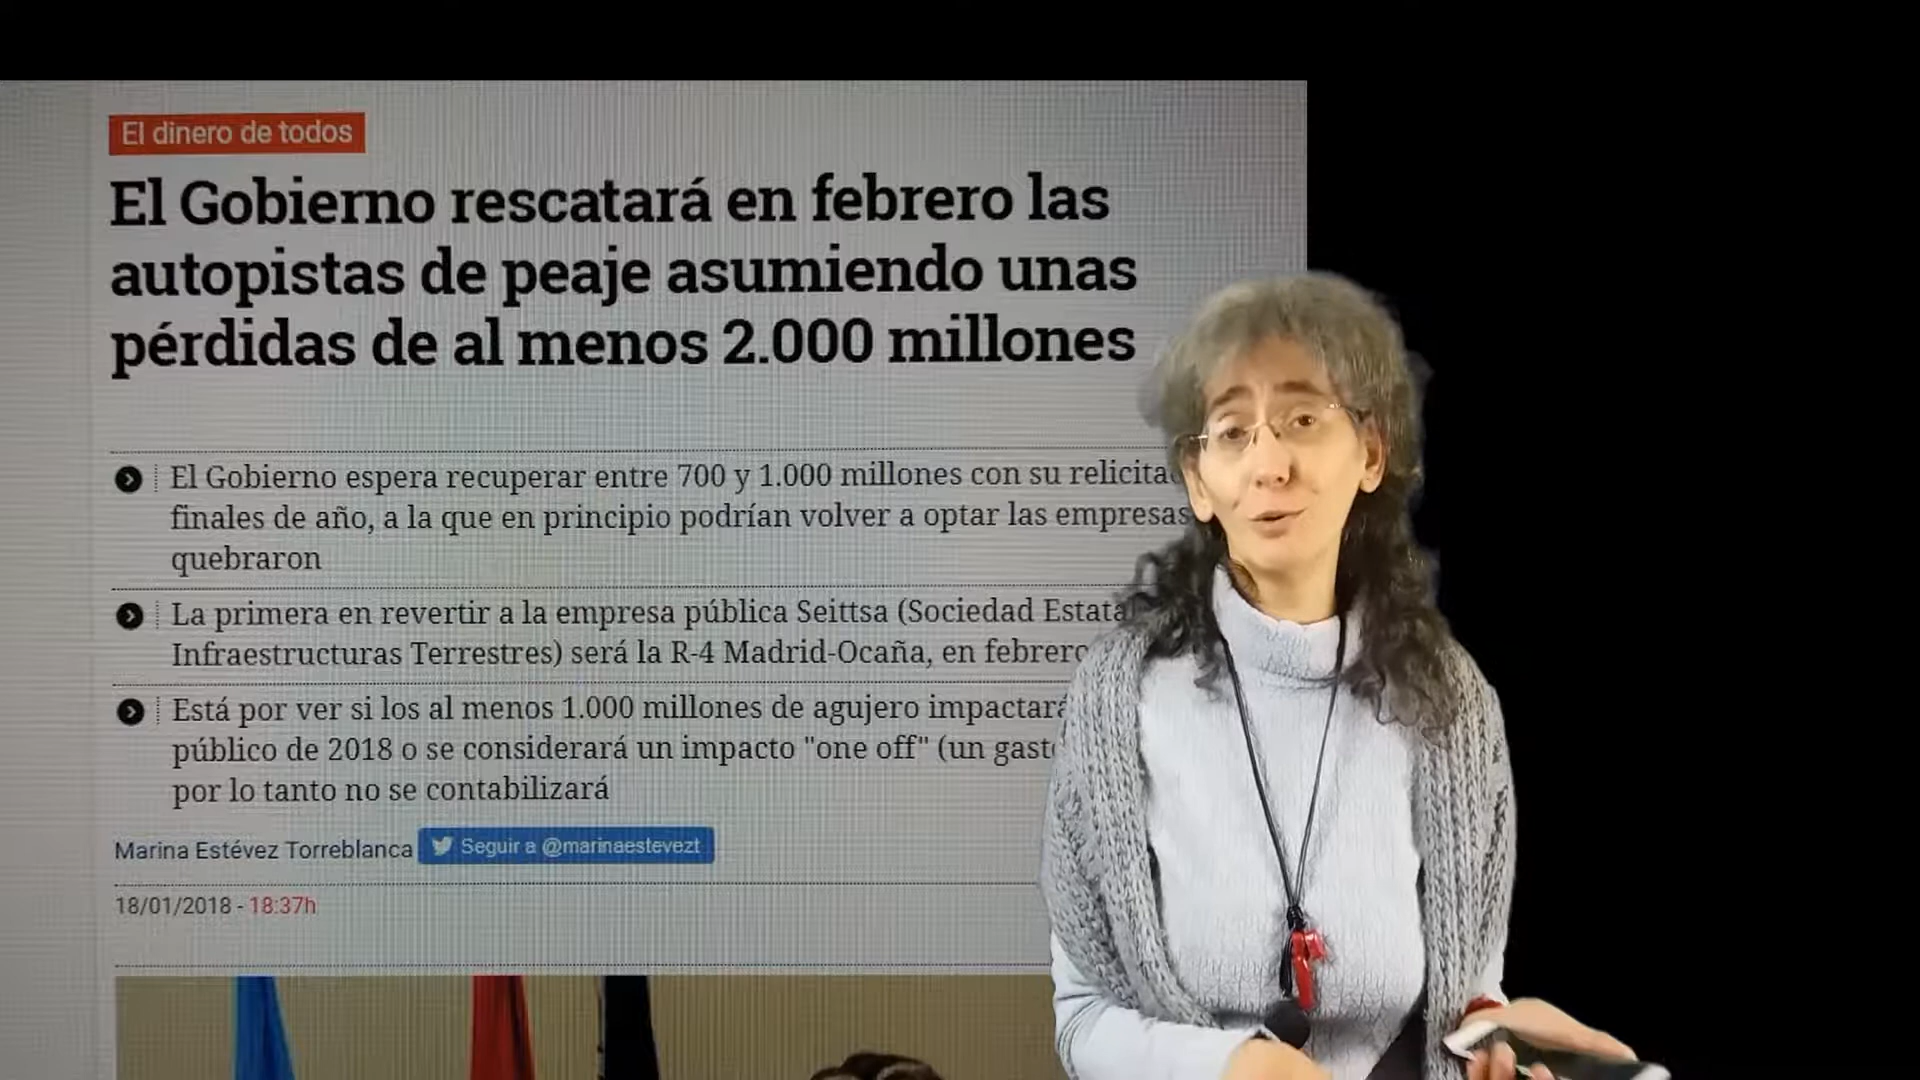 El dinero de todos
El Gobierno rescatará en febrero las
autopistas de peaje asumiendo unas
pérdidas de al menos 2.000 millones
El Gobierno espera recuperar entre 700 y 1.000 millones con su
finales de año, a la que en principio podrían volver a optar las empresas
quebraron
La primera en revertir a la empresa pública Seittsa (Sociedad
Infraestructuras Terrestres) será la R-4 Madrid-Ocaña, en
Está por ver si los al menos 1.000 millones de agujero
público de 2018 o se considerará un impacto "one off" (un
por lo tanto no se contabilizará
Marina Estévez Torreblanca Seguir a @marinaestevezt
18/01/2018 - 18:37h